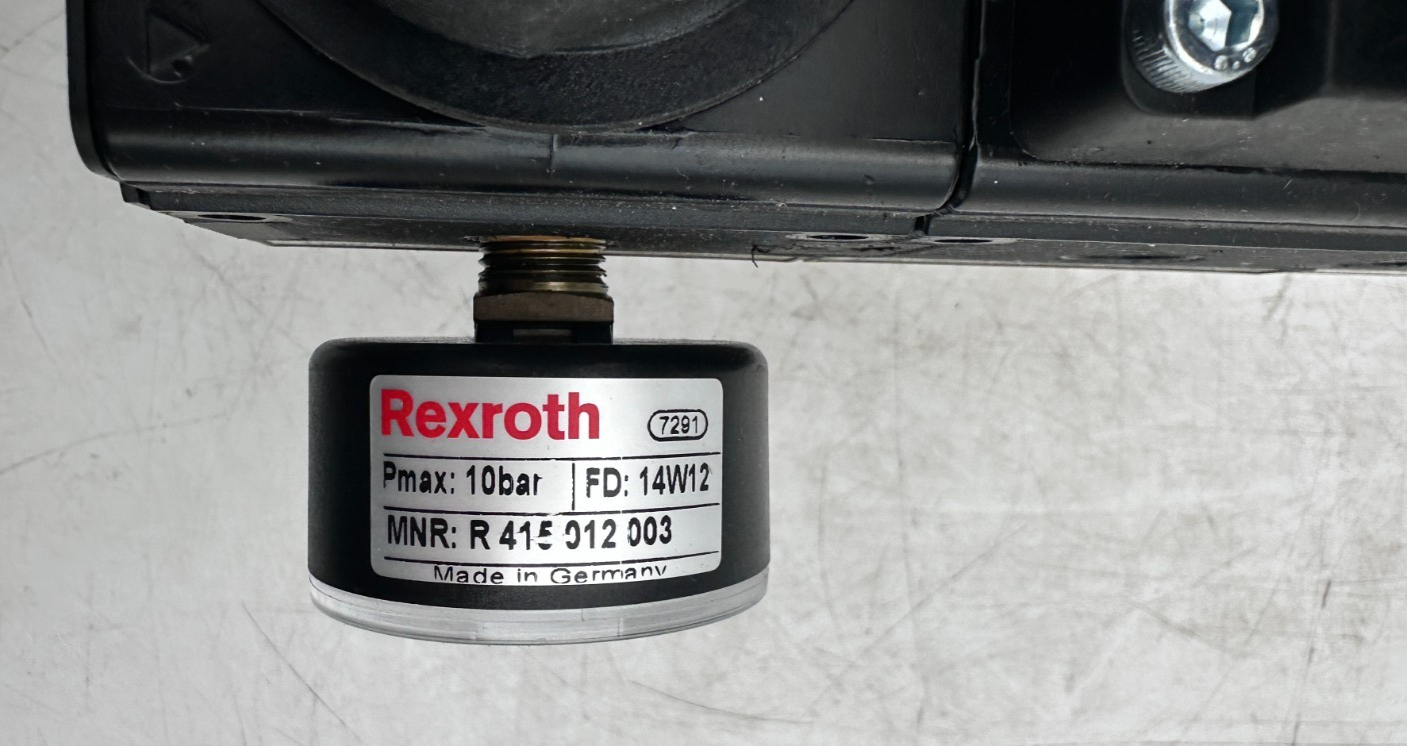 Rexroth 7291
Pmax: 10bar FD: 14W12
MNR: R 415 012 003
Made in Germany